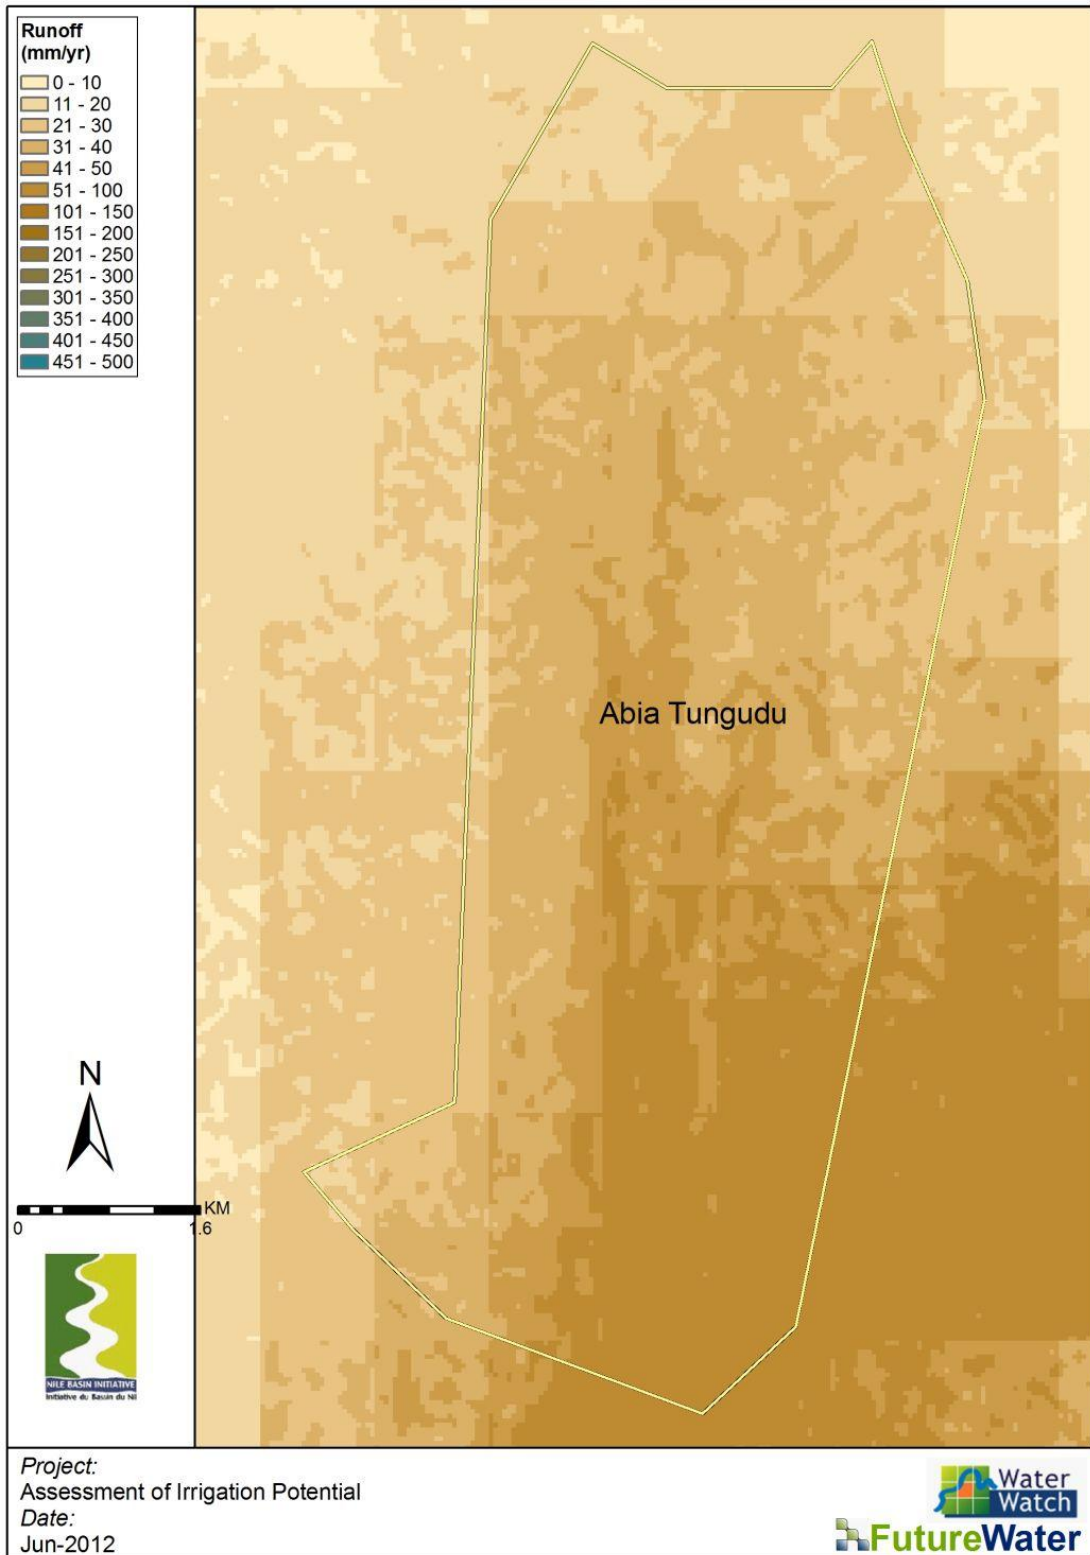 Runoff
(mm/yr)
0 - 10
11 - 20
21 - 30
31 - 40
41 - 50
51 - 100
101 - 150
151 - 200
201 - 250
251 - 300
301 - 350
351 - 400
401 - 450
451 - 500
Abia Tungudu
N
KM
0 1.6
NILE BASIN INITIATIVE
Initiative du Bassin du Nil
Project:
Assessment of Irrigation Potential
Date:
Jun-2012
Water
Watch
FutureWater